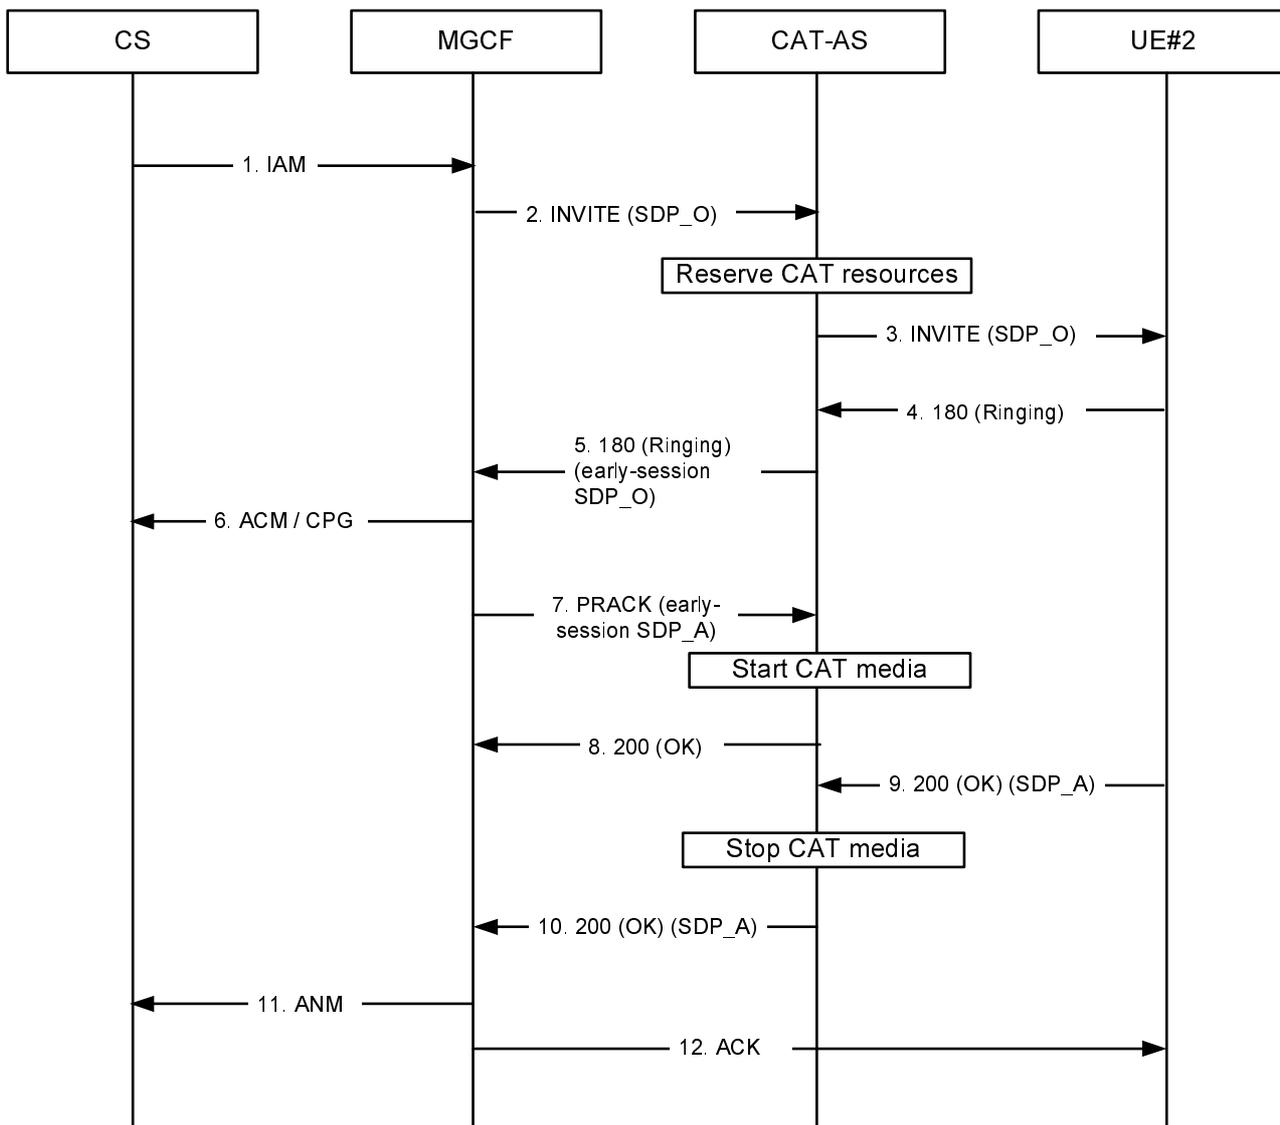 CS
MGCF
CAT-AS
UE#2
1. IAM
2. INVITE (SDP_O)
Reserve CAT resources
3. INVITE (SDP_O)
4. 180 (Ringing)
5. 180 (Ringing)
(early-session
SDP_O)
6. ACM / CPG
7. PRACK (early-
session SDP_A)
Start CAT media
8. 200 (OK)
9. 200 (OK) (SDP_A)
Stop CAT media
10. 200 (OK) (SDP_A)
11. ANM
12. ACK